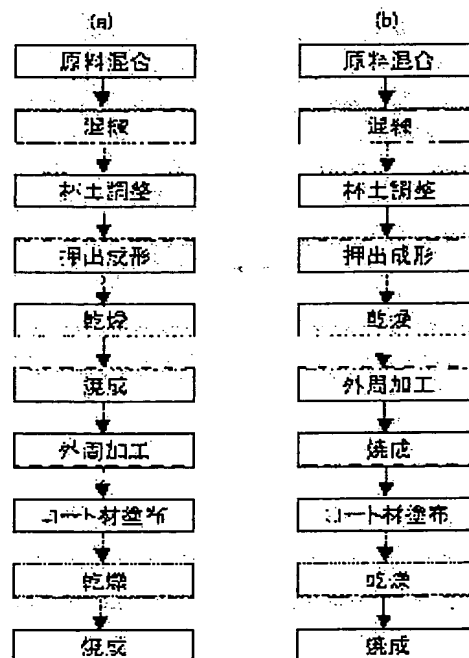 (a)
原料混合
混練
杯土調整
押出成形
乾燥
焼成
外周加工
コート材塗布
乾燥
焼成
(b)
原料混合
混練
杯土調整
押出成形
乾燥
外周加工
焼成
コート材塗布
乾燥
焼成